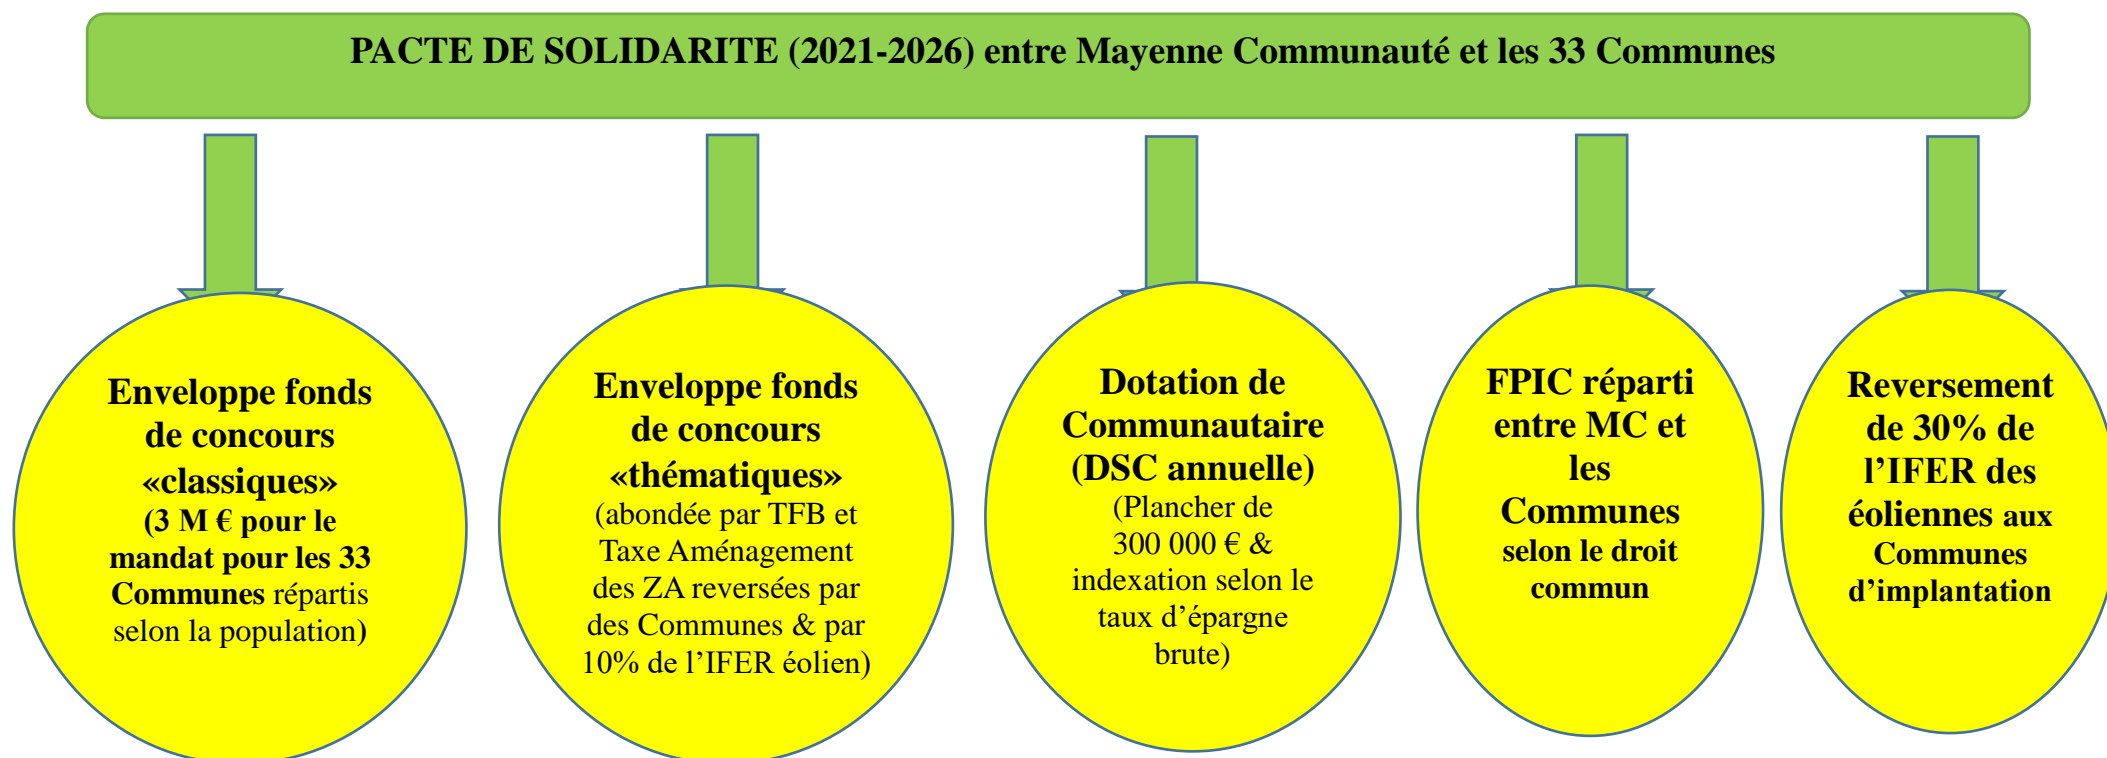 PACTE DE SOLIDARITE (2021-2026) entre Mayenne Communauté et les 33 Communes
Enveloppe fonds
de concours
«classiques»
(3 M € pour le
mandat pour les 33
Communes répartis
selon la population)
Enveloppe fonds
de concours
«thématiques»
(abondée par TFB et
Taxe Aménagement
des ZA reversées par
des Communes & par
10% de l’IFER éolien)
Dotation de
Communautaire
(DSC annuelle)
(Plancher de
300 000 € &
indexation selon le
taux d’épargne
brute)
FPIC réparti
entre MC et
les
Communes
selon le droit
commun
Reversement
de 30% de
l’IFER des
éoliennes aux
Communes
d’implantation